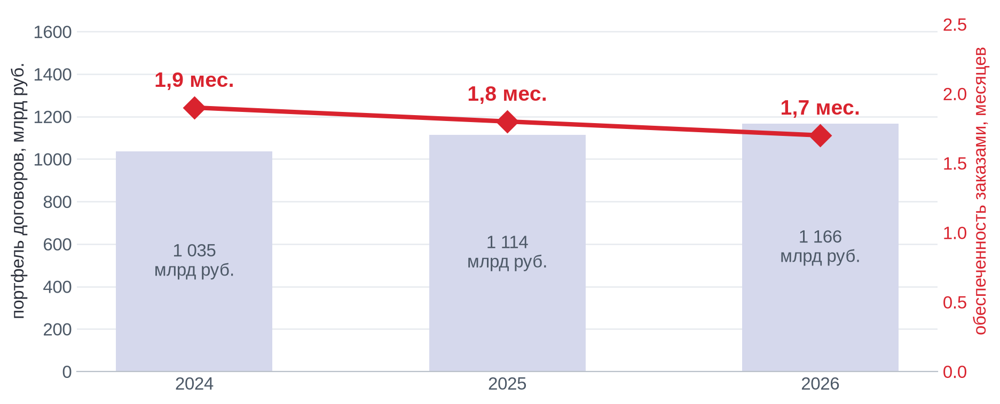 портфель договоров, млрд руб.
1600
1400
1200
1000
800
600
400
200
0
1,9 мес.
1,8 мес.
1,7 мес.
1 035
млрд руб.
1 114
млрд руб.
1 166
млрд руб.
2024
2025
2026
2.5
2.0
1.5
1.0
0.5
0.0
обеспеченность заказами, месяцев